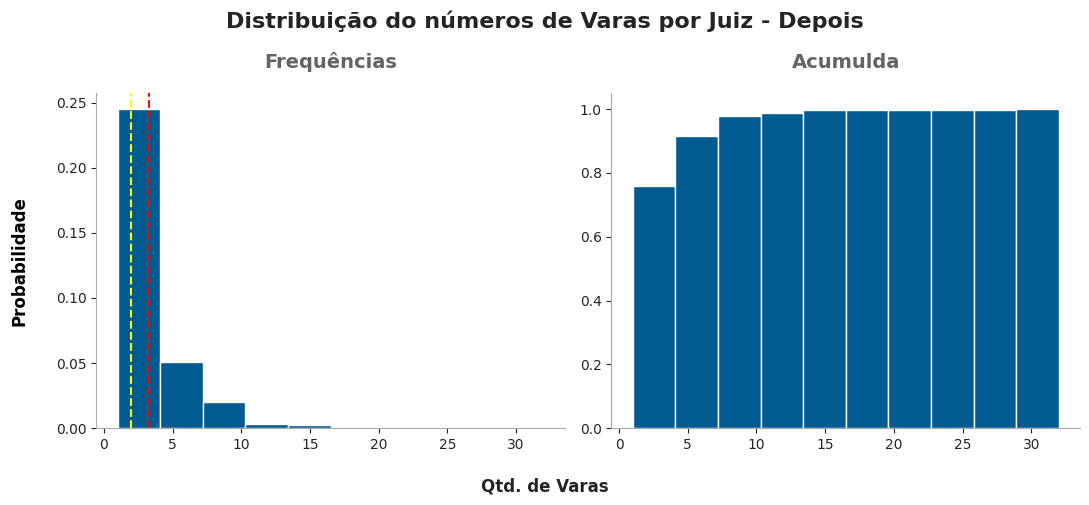 Distribuição do números de Varas por Juiz - Depois
Frequências
Acumulda
Probabilidade
0.25
0.20
0.15
0.10
0.05
0.00
0 5 10 15 20 25 30
1.0
0.8
0.6
0.4
0.2
0.0
0 5 10 15 20 25 30
Qtd. de Varas